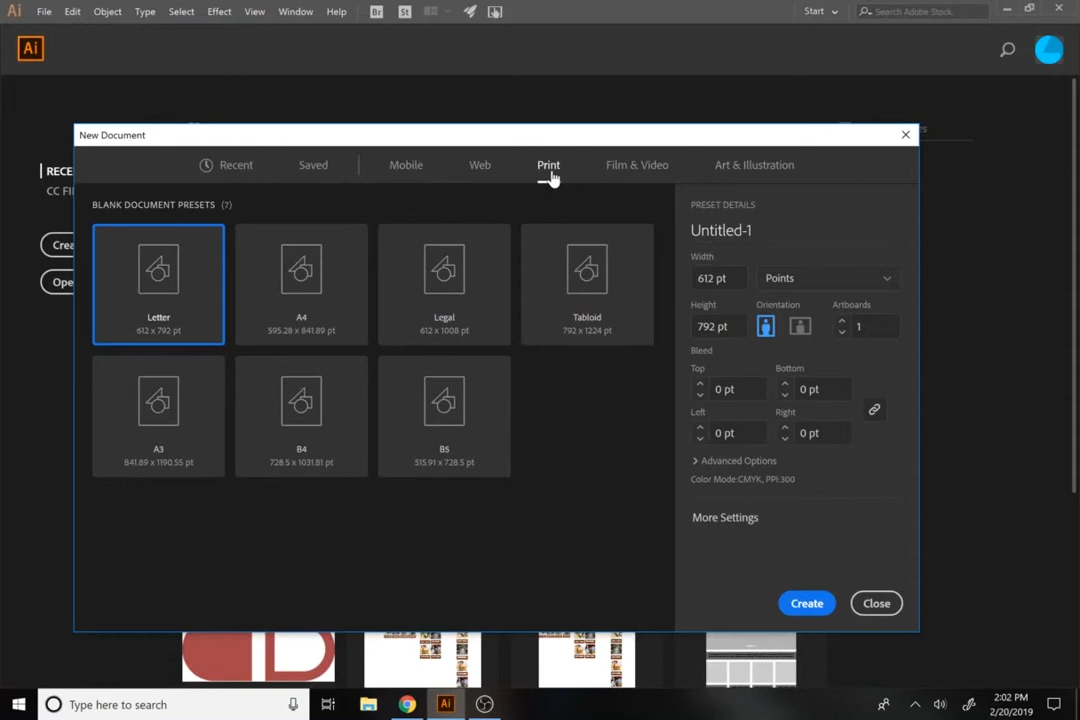 Ai File Edit Object Type Select Effect View Window Help Br St Start Search Adobe Stock
Ai
New Document
Recent Saved Mobile Web Print Film & Video Art & Illustration
RECE
CC FI
Crea
Ope
BLANK DOCUMENT PRESETS (7)
Letter
612 x 792 pt
A4
595.28 x 841.89 pt
Legal
612 x 1008 pt
Tabloid
792 x 1224 pt
A3
841.89 x 1190.55 pt
B4
728.5 x 1031.81 pt
B5
515.91 x 728.5 pt
PRESET DETAILS
Untitled-1
Width
612 pt Points
Height Orientation Artboards
792 pt 1
Bleed
Top Bottom
0 pt 0 pt
Left Right
0 pt 0 pt
Advanced Options
Color Mode:CMYK, PPI:300
More Settings
Create Close
Type here to search
Ai
2:02 PM
2/20/2019